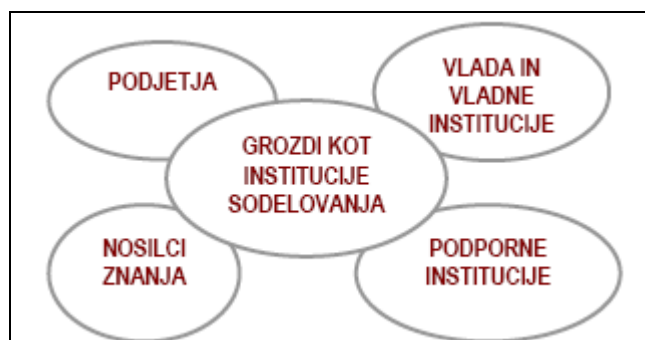 PODJETJA
VLADA IN
VLADNE
INSTITUCIJE
GROZDI KOT
INSTITUCIJE
SODELOVANJA
NOSILCI
ZNANJA
PODPORNE
INSTITUCIJE